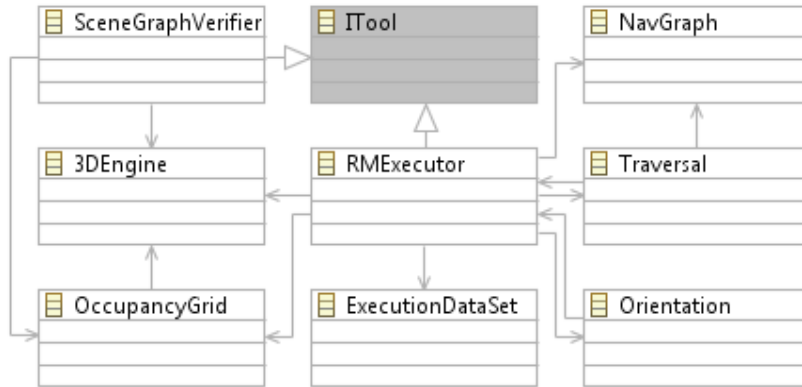 SceneGraphVerifier
ITool
NavGraph
3DEngine
RMExecutor
Traversal
OccupancyGrid
ExecutionDataSet
Orientation